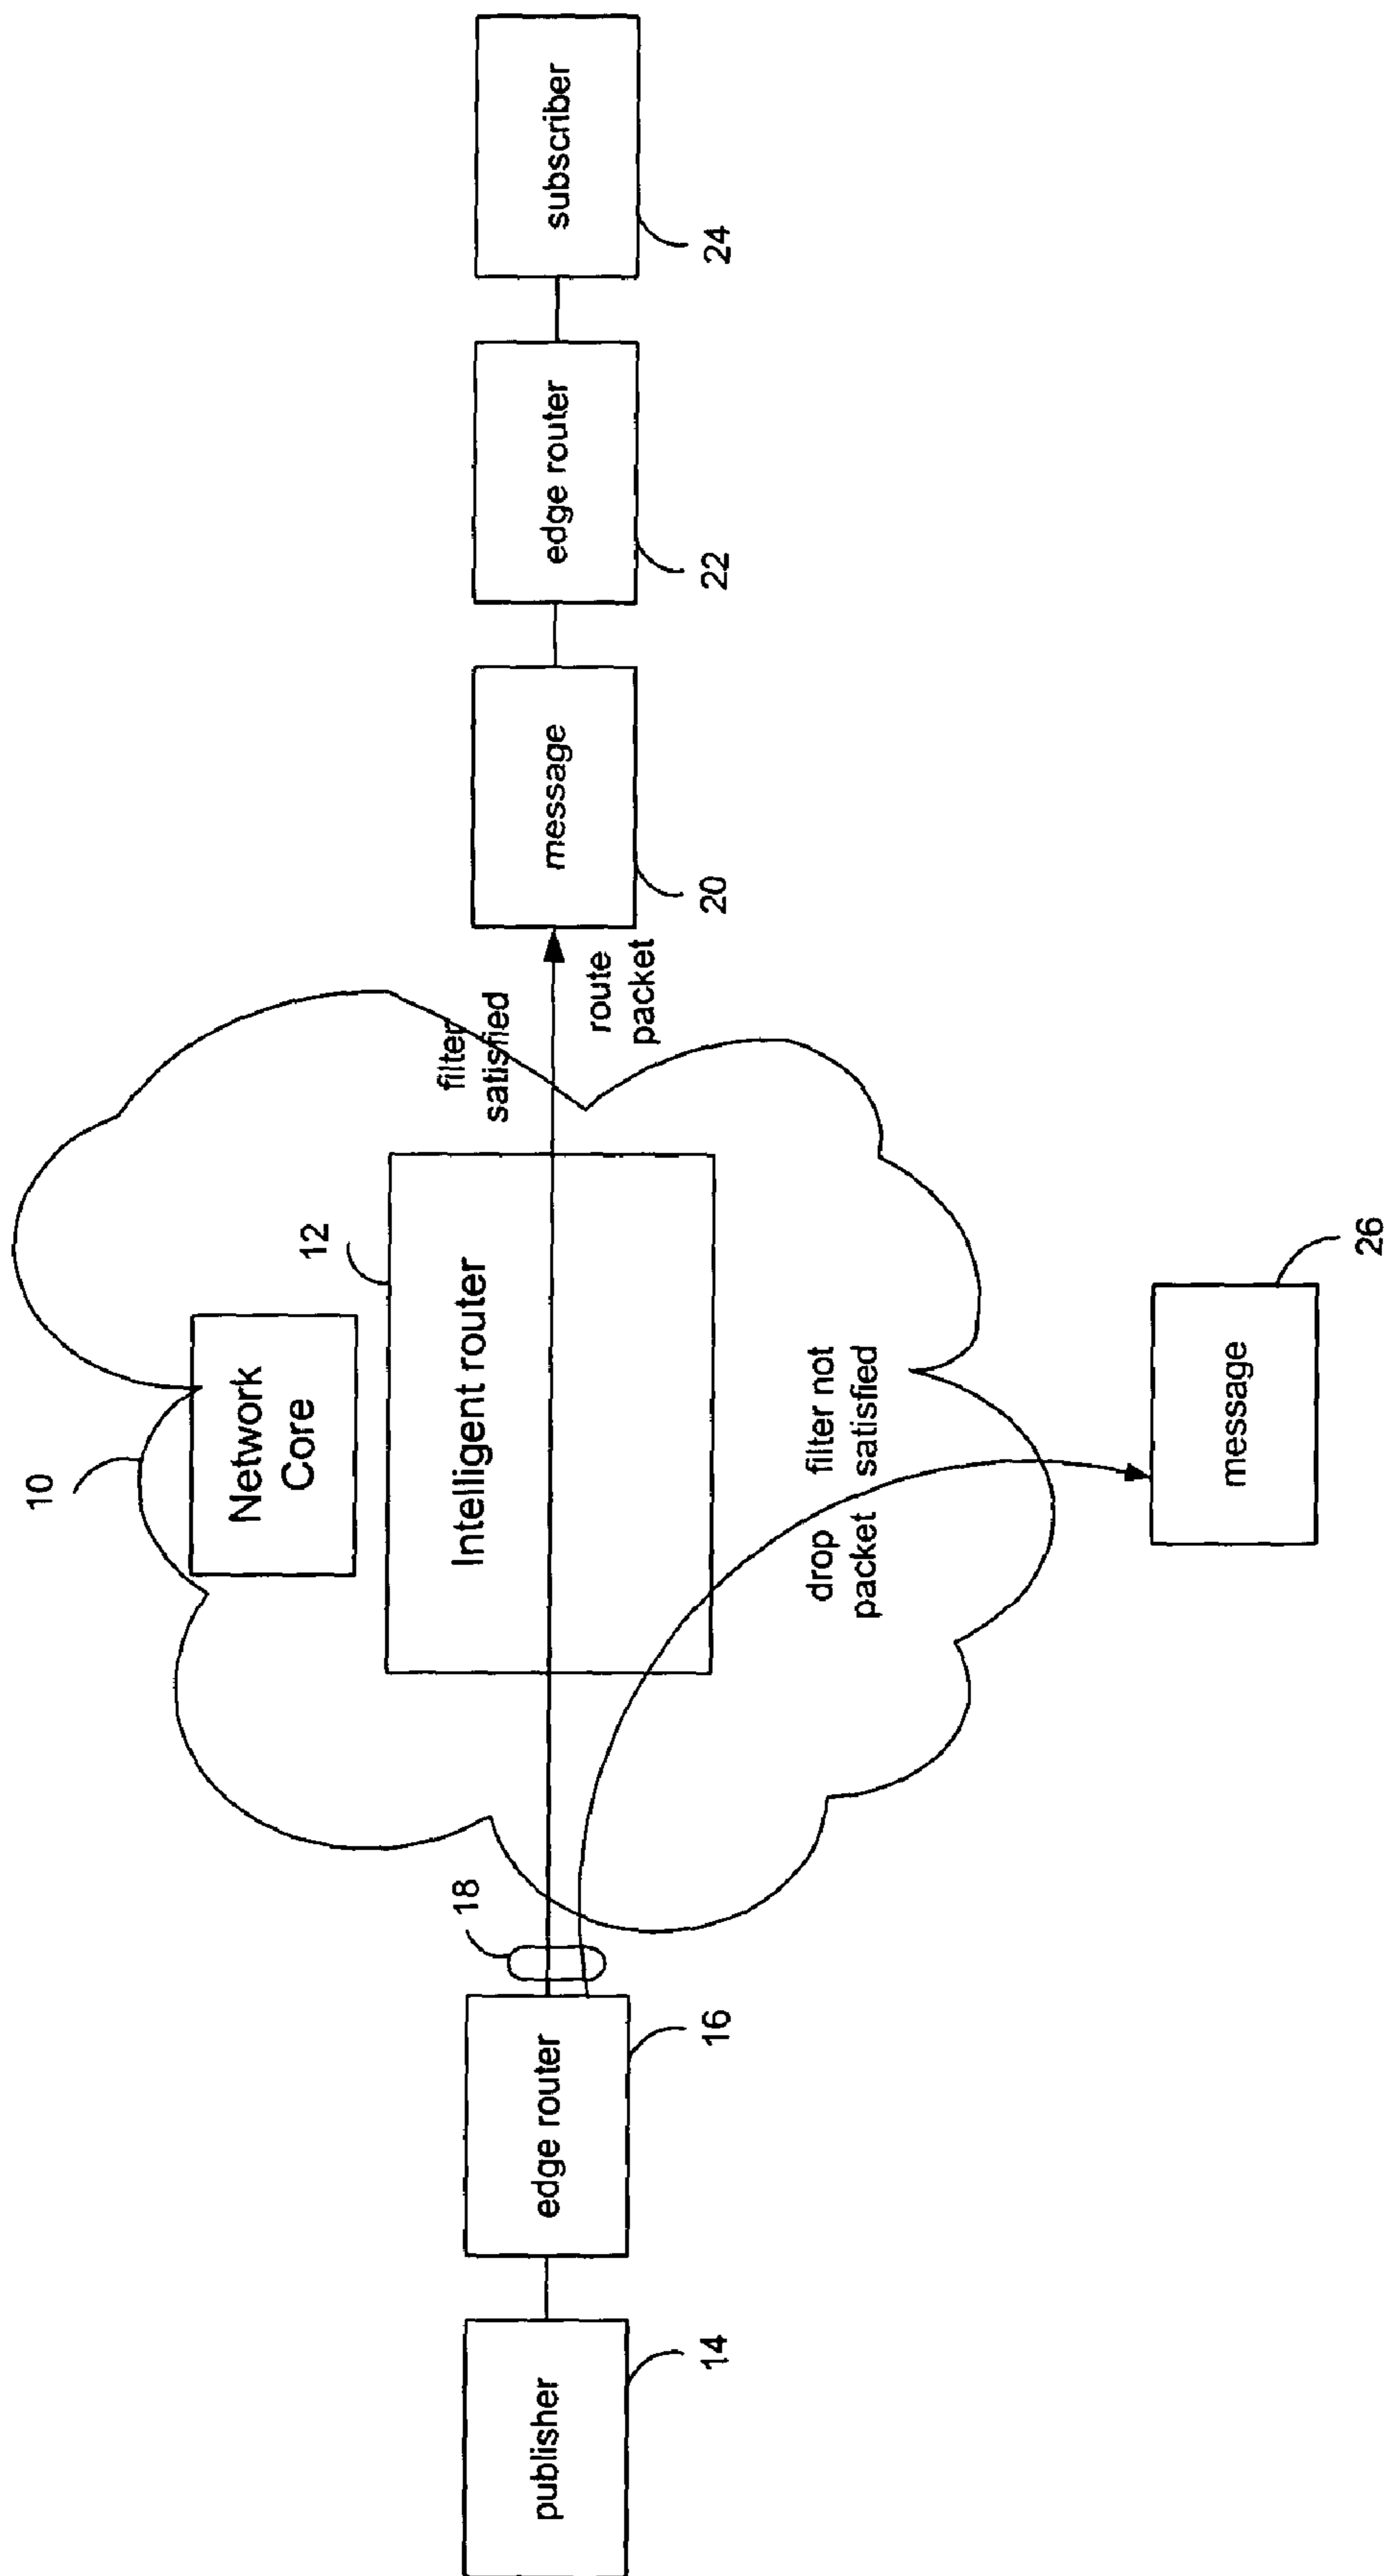 10
Network
Core
12
Intelligent router
filter
satisfied
route
packet
18
publisher
14
edge router
16
message
20
edge router
22
subscriber
24
drop
packet
filter not
satisfied
message
26